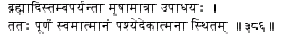 ब्रह्मादिस्तम्बपर्यन्ता मृषामात्रा उपाधयः ।
ततः पूर्णं स्वमात्मानं पश्येदेकात्मना स्थितम् ॥३८६॥